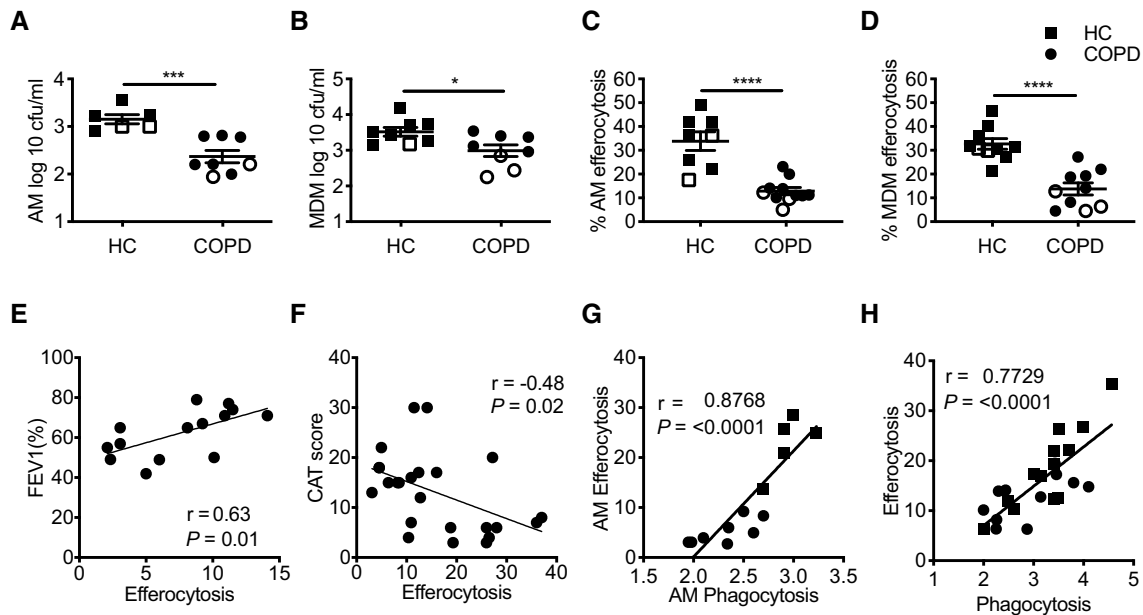 A
AM log 10 cfu/ml
4
3
2
1
***
HC
COPD
B
MDM log 10 cfu/ml
5
4
3
2
1
*
HC
COPD
C
% AM efferocytosis
60
50
40
30
20
10
0
****
HC
COPD
D
% MDM efferocytosis
60
50
40
30
20
10
0
****
HC
COPD
HC
COPD
E
FEV1(%)
100
80
60
40
20
0
r = 0.63
P = 0.01
0 5 10 15
Efferocytosis
F
CAT score
40
30
20
10
0
r = -0.48
P = 0.02
0 10 20 30 40
Efferocytosis
G
AM Efferocytosis
40
30
20
10
0
r = 0.8768
P = <0.0001
1.5 2.0 2.5 3.0 3.5
AM Phagocytosis
H
Efferocytosis
40
30
20
10
0
r = 0.7729
P = <0.0001
1 2 3 4 5
Phagocytosis